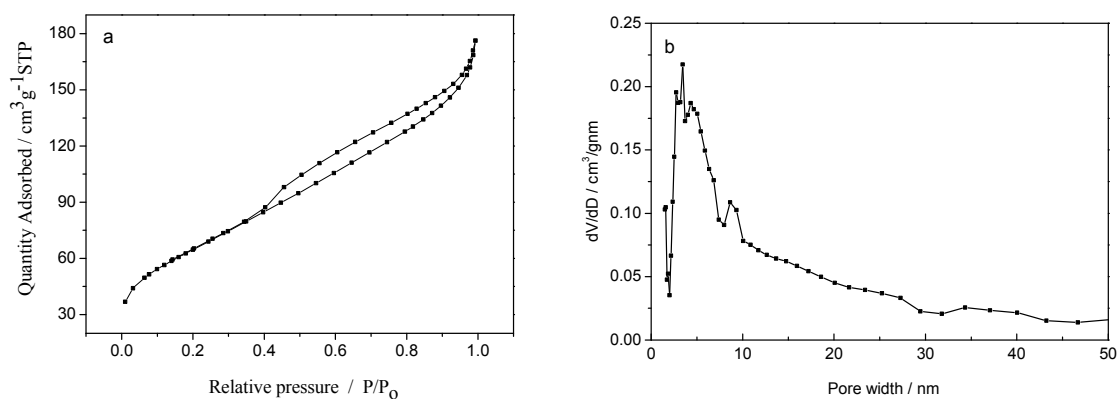 a
180
150
120
90
60
30
Quantity Adsorbed / cm³g⁻¹STP
0.0 0.2 0.4 0.6 0.8 1.0
Relative pressure / P/Pₒ
b
0.25
0.20
0.15
0.10
0.05
0.00
dV/dD / cm³/gnm
0 10 20 30 40 50
Pore width / nm